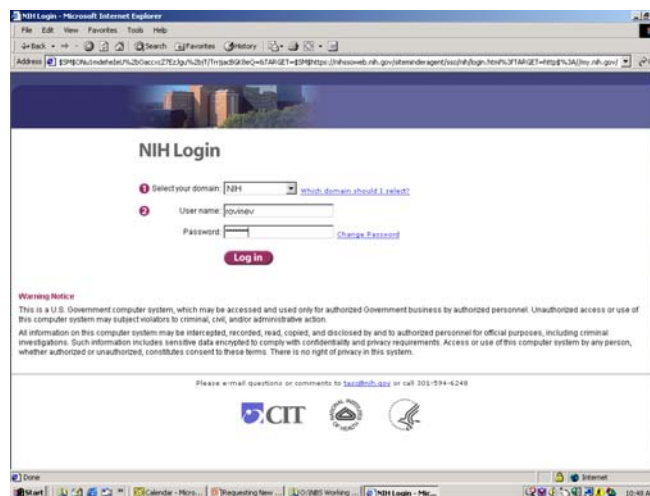 NIH Login - Microsoft Internet Explorer
File Edit View Favorites Tools Help
Back Search Favorites History
Address
NIH Login
1 Select your domain: NIH Which domain should I select?
2 User name: rovinev
Password: Change Password
Log in
Warning Notice
This is a U.S. Government computer system, which may be accessed and used only for authorized Government business by authorized personnel. Unauthorized access or use of
this computer system may subject violators to criminal, civil, and/or administrative action.
All information on this computer system may be intercepted, recorded, read, copied, and disclosed by and to authorized personnel for official purposes, including criminal
investigations. Such information includes sensitive data encrypted to comply with confidentiality and privacy requirements. Access or use of this computer system by any person,
whether authorized or unauthorized, constitutes consent to these terms. There is no right of privacy in this system.
Please e-mail questions or comments to or call 301-594-6248
CIT
Done Internet
Start Calendar - Micro... Requesting New ... Working ... NIH Login - Mic... 10:48 A